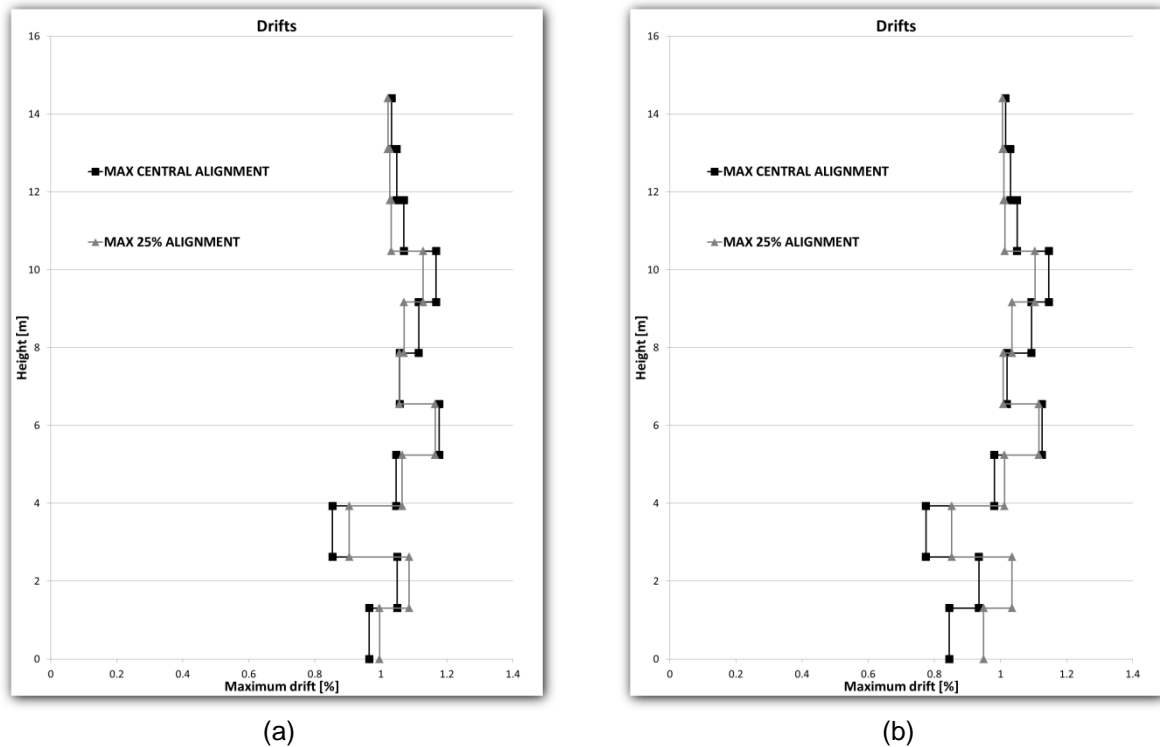 Drifts
16
14
MAX CENTRAL ALIGNMENT
12
MAX 25% ALIGNMENT
10
Height [m]
8
6
4
2
0
0 0.2 0.4 0.6 0.8 1 1.2 1.4
Maximum drift [%]
(a)
Drifts
16
14
MAX CENTRAL ALIGNMENT
12
MAX 25% ALIGNMENT
10
Height [m]
8
6
4
2
0
0 0.2 0.4 0.6 0.8 1 1.2 1.4
Maximum drift [%]
(b)